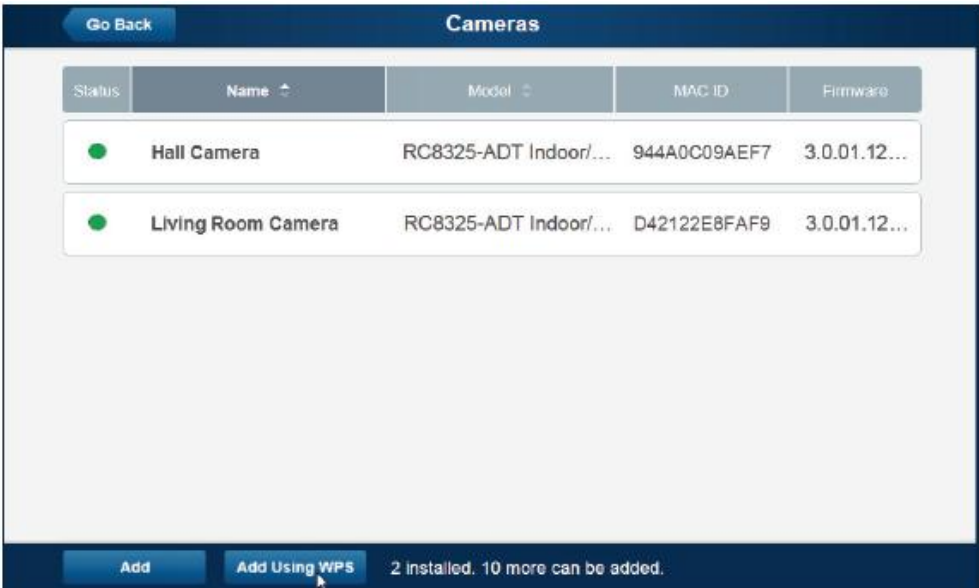 Go Back Cameras
Status Name Model MAC ID Firmware
Hall Camera RC8325-ADT Indoor/... 944A0C09AEF7 3.0.01.12...
Living Room Camera RC8325-ADT Indoor/... D42122E8FAF9 3.0.01.12...
Add Add Using WPS 2 installed. 10 more can be added.